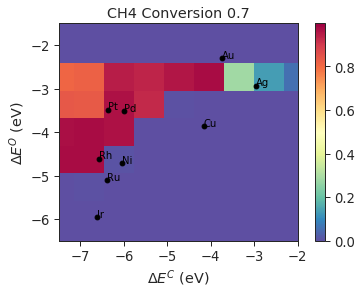 CH4 Conversion 0.7
−2
−3
−4
−5
−6
ΔE^O (eV)
Au
Ag
Pt
Pd
Cu
Rh
Ni
Ru
Ir
−7
−6
−5
−4
−3
−2
ΔE^C (eV)
0.8
0.6
0.4
0.2
0.0